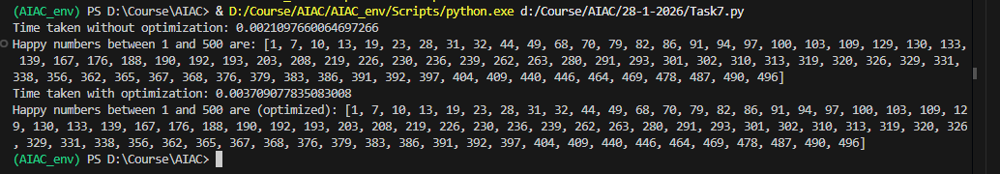 (AIAC_env) PS D:\Course\AIAC> & D:/Course/AIAC/AIAC_env/Scripts/python.exe d:/Course/AIAC/28-1-2026/Task7.py
Time taken without optimization: 0.0021097660064697266
Happy numbers between 1 and 500 are: [1, 7, 10, 13, 19, 23, 28, 31, 32, 44, 49, 68, 70, 79, 82, 86, 91, 94, 97, 100, 103, 109, 129, 130, 133,
139, 167, 176, 188, 190, 192, 193, 203, 208, 219, 226, 230, 236, 239, 262, 263, 280, 291, 293, 301, 302, 310, 313, 319, 320, 326, 329, 331,
338, 356, 362, 365, 367, 368, 376, 379, 383, 386, 391, 392, 397, 404, 409, 440, 446, 464, 469, 478, 487, 490, 496]
Time taken with optimization: 0.003709077835083008
Happy numbers between 1 and 500 are (optimized): [1, 7, 10, 13, 19, 23, 28, 31, 32, 44, 49, 68, 70, 79, 82, 86, 91, 94, 97, 100, 103, 109, 12
9, 130, 133, 139, 167, 176, 188, 190, 192, 193, 203, 208, 219, 226, 230, 236, 239, 262, 263, 280, 291, 293, 301, 302, 310, 313, 319, 320, 326
, 329, 331, 338, 356, 362, 365, 367, 368, 376, 379, 383, 386, 391, 392, 397, 404, 409, 440, 446, 464, 469, 478, 487, 490, 496]
(AIAC_env) PS D:\Course\AIAC>